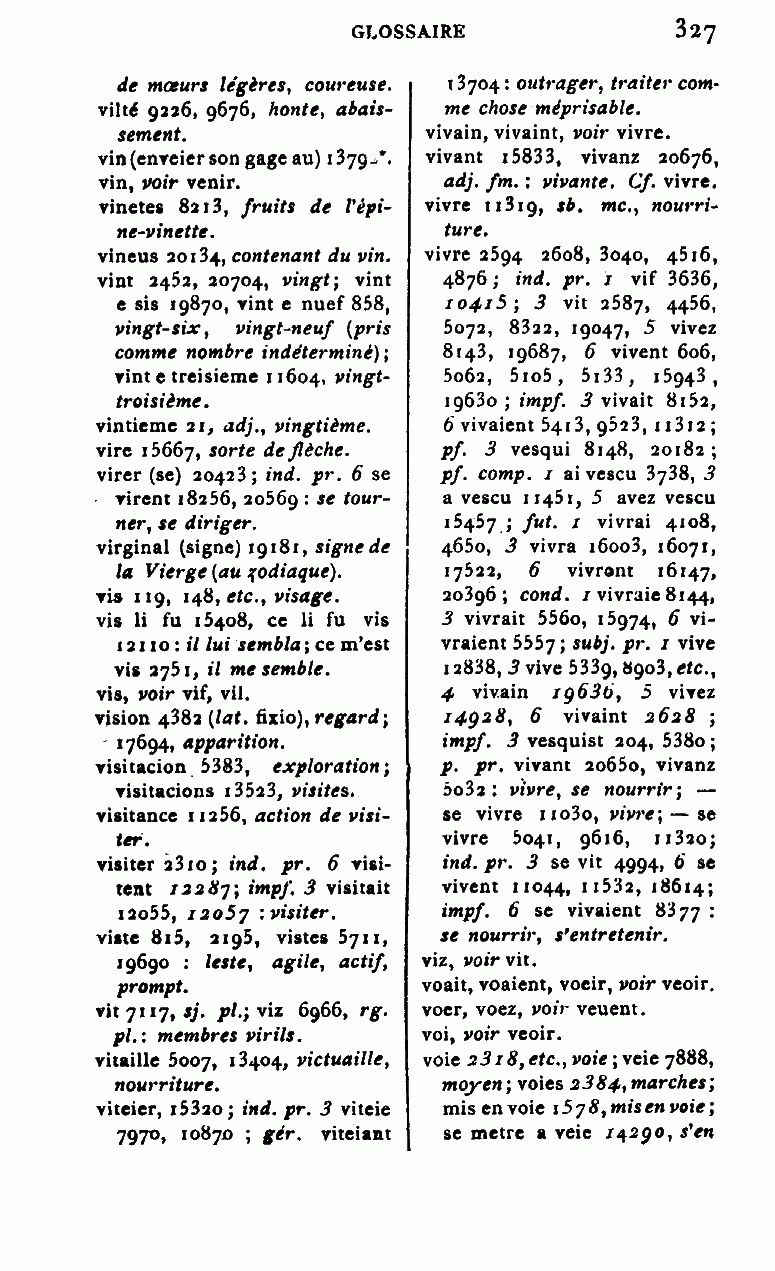 GLOSSAIRE 327
de mœurs légères, coureuse.
vilté 9226, 9676, honte, abais-
sement.
vin (enveier son gage au)
vin, voir venir.
vinetes 8213, fruits de l'épi-
ne-vinette.
vineus 20134, contenant du vin.
vint 2452, 20704, vingt; vint
e sis 19870, vint e nuef 858,
vingt-six, vingt-neuf (pris
comme nombre indéterminé);
vint e treisieme 11604, vingt-
troisième.
vintieme 21, adj., vingtième.
vire 15667, sorte de flèche.
virer (se) 20423; ind. pr. 6 se
virent 18256, 20569 : se tour-
ner, se diriger.
virginal (signe) 19181, signe de
la Vierge (au zodiaque).
vis 119, 148, etc., visage.
vis li fu 15408, ce li fu vis
12110 : il lui sembla; ce m'est
vis 2751, il me semble.
vis, voir vif, vil.
vision 4382 (lat. fixio), regard;
17694, apparition.
visitacion 5383, exploration;
visitacions 13523, visites.
visitance 11256, action de visi-
ter.
visiter 2310; ind. pr. 6 visi-
tent 12287; impf. 3 visitait
12055, 12057 : visiter.
viste 815, 2195, vistes 5711,
19690 : leste, agile, actif,
prompt.
vit 7117, sj. pl.; viz 6966, rg.
pl. : membres virils.
vitaille 5007, 13404, victuaille,
nourriture.
viteier, 15320; ind. pr. 3 viteie
7970, 10870 ; gér. viteiant
13704 : outrager, traiter com-
me chose méprisable.
vivain, vivaint, voir vivre.
vivant 15833, vivanz 20676,
adj. fm. : vivante. Cf. vivre.
vivre 11319, sb. mc., nourri-
ture.
vivre 2594 2608, 3040, 4516,
4876 ; ind. pr. 1 vif 3636,
10415 ; 3 vit 2587, 4456,
5072, 8322, 19047, 5 vivez
8143, 19687, 6 vivent 606,
5062, 5105, 5133, 15943,
19630 ; impf. 3 vivait 8152,
6 vivaient 5413, 9523, 11312;
pf. 3 vesqui 8148, 20182 ;
pf. comp. 1 ai vescu 3738, 3
a vescu 11451, 5 avez vescu
15457 ; fut. 1 vivrai 4108,
4650, 3 vivra 16003, 16071,
17522, 6 vivront 16147,
20396 ; cond. 1 vivraie 8144,
3 vivrait 5560, 15974, 6 vi-
vraient 5557 ; subj. pr. 1 vive
12838, 3 vive 5339, 8903, etc.,
4 vivain 19636, 5 vivez
14928, 6 vivaint 2628 ;
impf. 3 vesquist 204, 5380 ;
p. pr. vivant 20650, vivanz
5032 : vivre, se nourrir; —
se vivre 11030, vivre; — se
vivre 5041, 9616, 11320;
ind. pr. 3 se vit 4994, 6 se
vivent 11044, 11532, 18614;
impf. 6 se vivaient 8377 :
se nourrir, s'entretenir.
viz, voir vit.
voait, voaient, voeir, voir veoir.
voer, voez, voir veuent.
voi, voir veoir.
voie 2318, etc., voie ; veie 7888,
moyen ; voies 2384, marches ;
mis en voie 1578, mis en voie ;
se metre a veie 14290, s'en